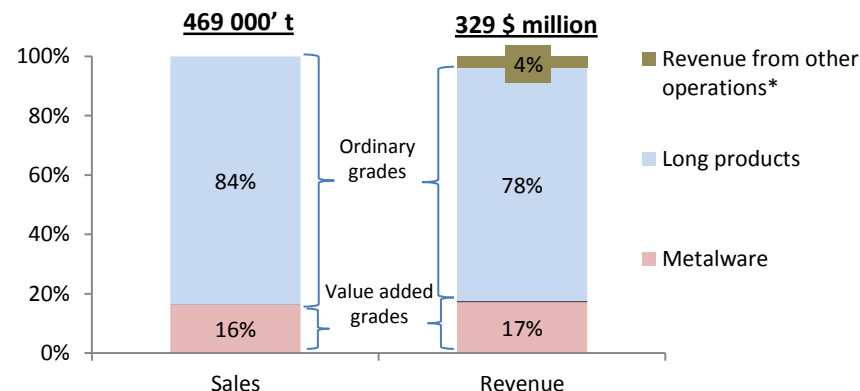 469 000' t
329 $ million
100%
80%
60%
40%
20%
0%
84%
16%
Ordinary
grades
Value added
grades
4%
78%
17%
Sales
Revenue
Revenue from other
operations*
Long products
Metalware